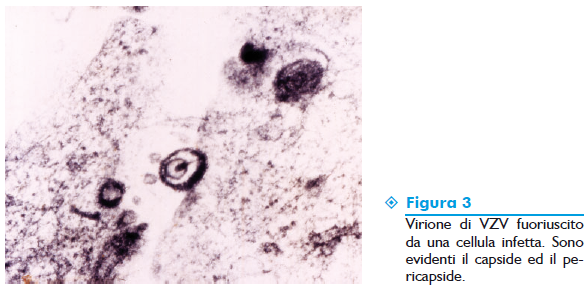 Figura 3
Virione di VZV fuoriuscito
da una cellula infetta. Sono
evidenti il capside ed il pe-
ricapside.